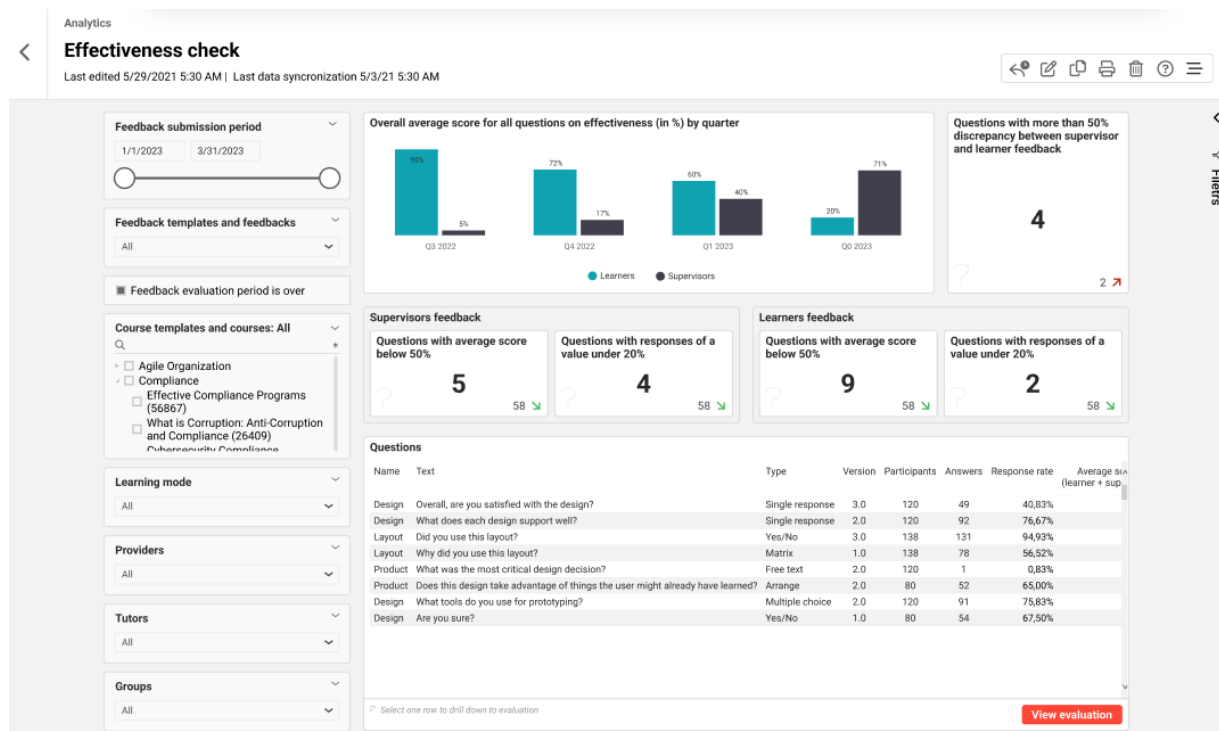 Analytics
Effectiveness check
Last edited 5/29/2021 5:30 AM | Last data syncronization 5/3/21 5:30 AM
Feedback submission period
1/1/2023 3/31/2023
Feedback templates and feedbacks
All
Feedback evaluation period is over
Course templates and courses: All
Agile Organization
Compliance
Effective Compliance Programs
(56867)
What is Corruption: Anti-Corruption
and Compliance (26409)
Cybersecurity Compliance
Learning mode
All
Providers
All
Tutors
All
Groups
All
Overall average score for all questions on effectiveness (in %) by quarter
95% 5% 72% 17% 60% 40% 20% 71%
Q3 2022 Q4 2022 Q1 2023 Q0 2023
Learners Supervisors
Questions with more than 50%
discrepancy between supervisor
and learner feedback
4
2
Filetrs
Supervisors feedback
Questions with average score
below 50%
5
58
Questions with responses of a
value under 20%
4
58
Learners feedback
Questions with average score
below 50%
9
58
Questions with responses of a
value under 20%
2
58
Questions
Name Text Type Version Participants Answers Response rate Average s
(learner + sup
Design Overall, are you satisfied with the design? Single response 3.0 120 49 40,83%
Design What does each design support well? Single response 2.0 120 92 76,67%
Layout Did you use this layout? Yes/No 3.0 138 131 94,93%
Layout Why did you use this layout? Matrix 1.0 138 78 56,52%
Product What was the most critical design decision? Free text 2.0 120 1 0,83%
Product Does this design take advantage of things the user might already have learned? Arrange 2.0 80 52 65,00%
Design What tools do you use for prototyping? Multiple choice 2.0 120 91 75,83%
Design Are you sure? Yes/No 1.0 80 54 67,50%
Select one row to drill down to evaluation
View evaluation